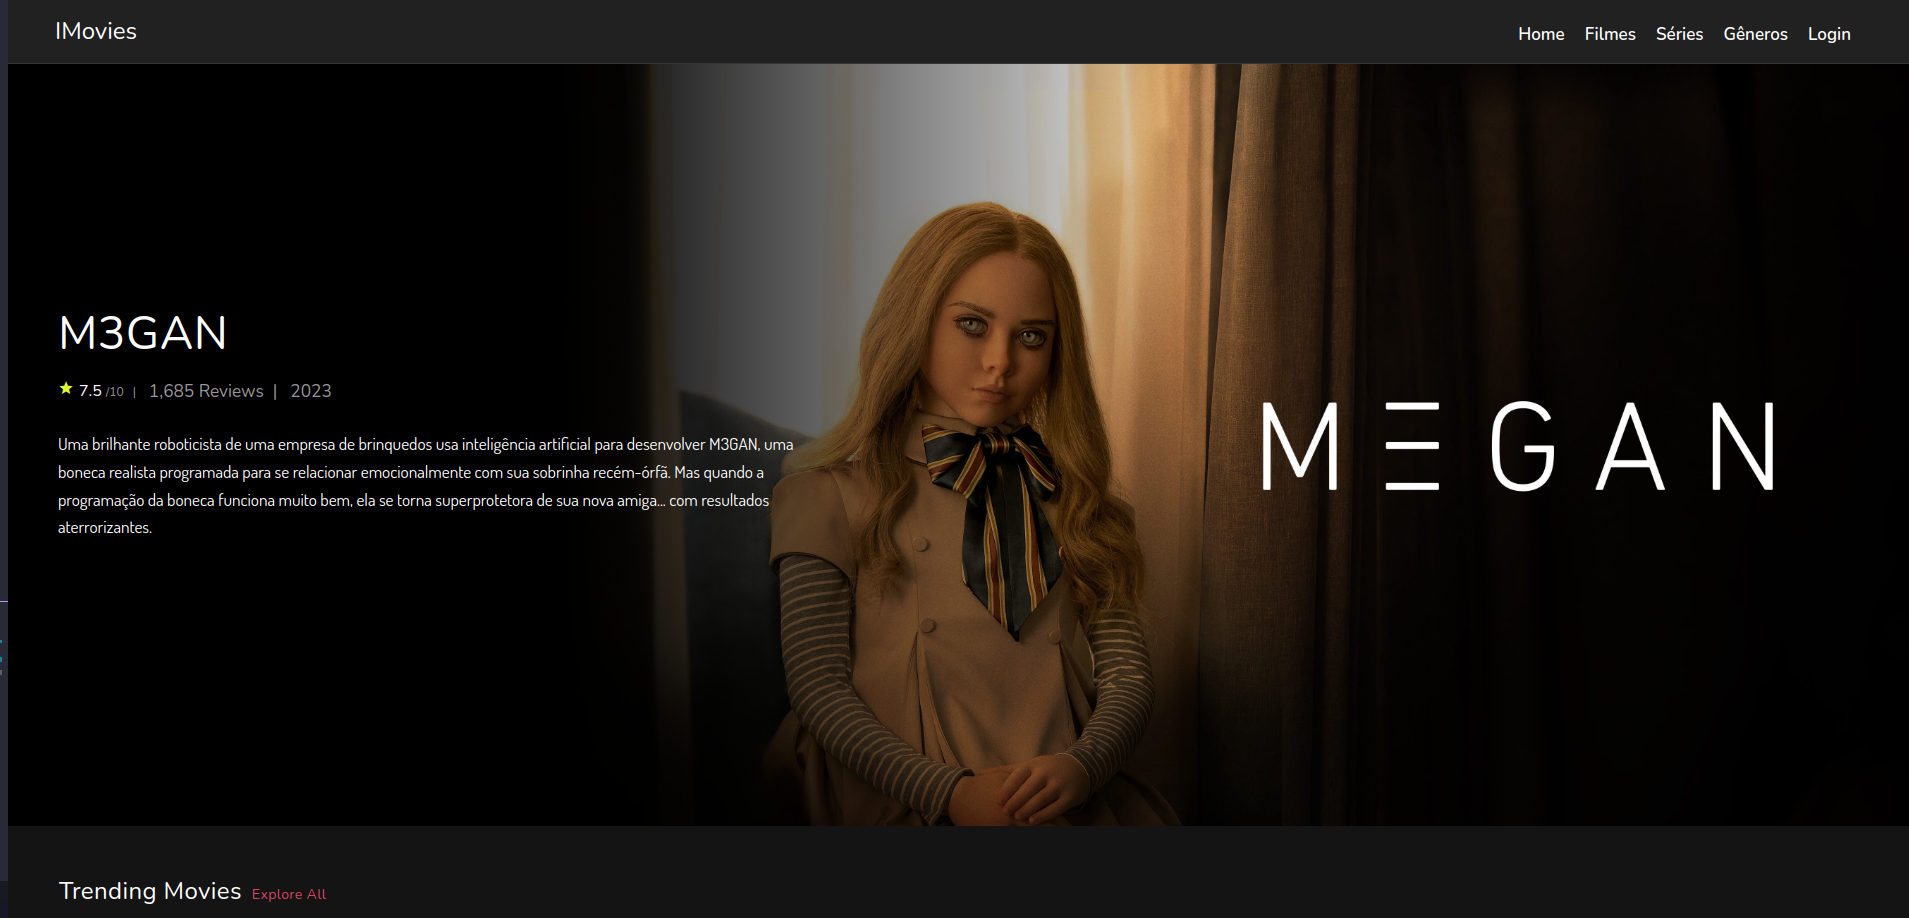 IMovies
Home Filmes Séries Gêneros Login
M3GAN
7.5 /10 | 1,685 Reviews | 2023
Uma brilhante roboticista de uma empresa de brinquedos usa inteligência artificial para desenvolver M3GAN, uma
boneca realista programada para se relacionar emocionalmente com sua sobrinha recém-órfã. Mas quando a
programação da boneca funciona muito bem, ela se torna superprotetora de sua nova amiga... com resultados
aterrorizantes.
MEGAN
Trending Movies Explore All